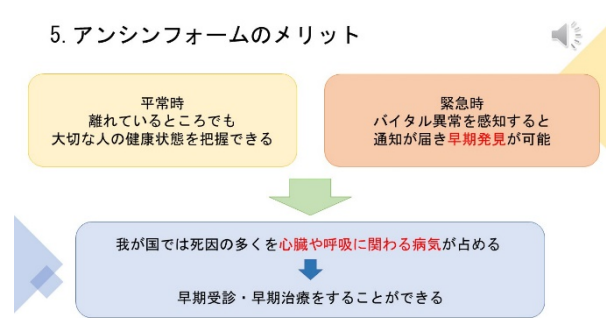 5. アンシンフォームのメリット
平常時
離れているところでも
大切な人の健康状態を把握できる
緊急時
バイタル異常を感知すると
通知が届き早期発見が可能
我が国では死因の多くを心臓や呼吸に関わる病気が占める
早期受診・早期治療をすることができる